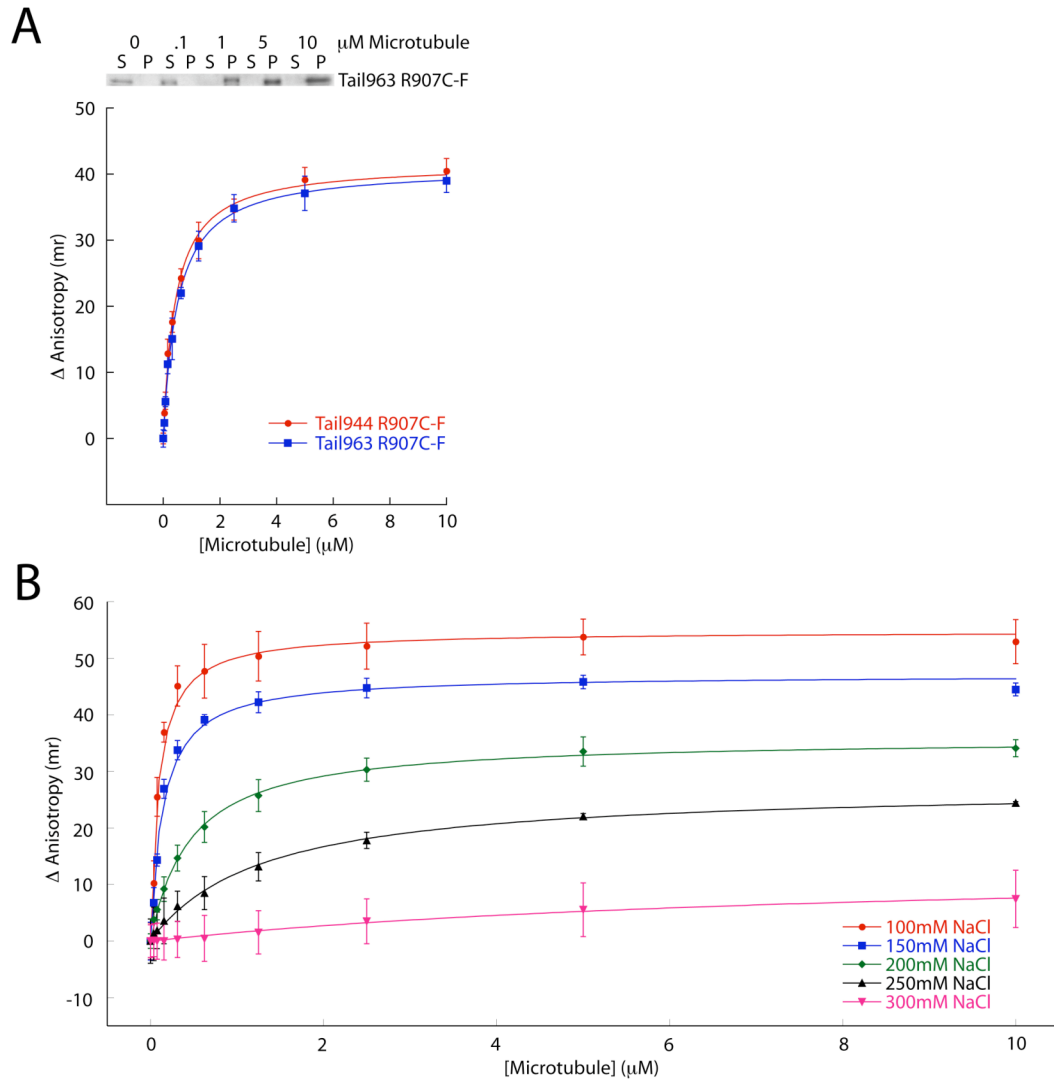 A
0 .1 1 5 10 μM Microtubule
S P S P S P S P S P
Tail963 R907C-F
50
40
30
20
10
0
Δ Anisotropy (mr)
Tail944 R907C-F
Tail963 R907C-F
0 2 4 6 8 10
[Microtubule] (μM)
B
60
50
40
30
20
10
0
-10
Δ Anisotropy (mr)
100mM NaCl
150mM NaCl
200mM NaCl
250mM NaCl
300mM NaCl
0 2 4 6 8 10
[Microtubule] (μM)